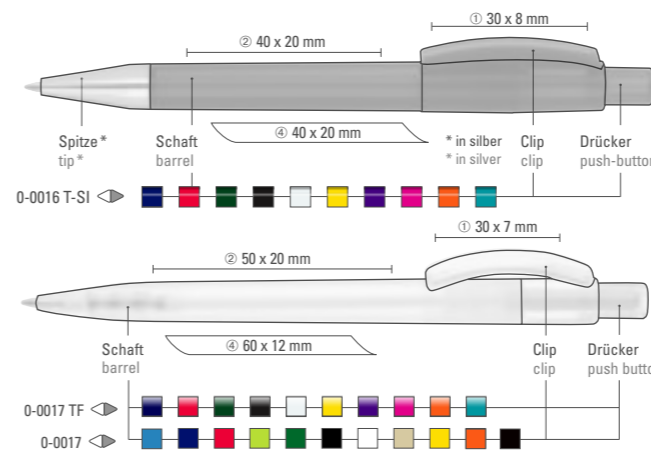 ① 30 x 8 mm
② 40 x 20 mm
④ 40 x 20 mm
Spitze*
tip*
Schaft
barrel
* in silber
* in silver
Clip
clip
Drücker
push-button
0-0016 T-SI
① 30 x 7 mm
② 50 x 20 mm
④ 60 x 12 mm
Schaft
barrel
Clip
clip
Drücker
push butto
0-0017 TF
0-0017